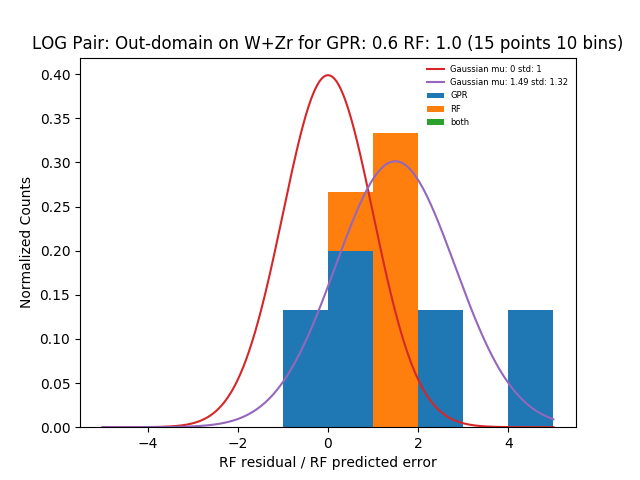 LOG Pair: Out-domain on W+Zr for GPR: 0.6 RF: 1.0 (15 points 10 bins)
Gaussian mu: 0 std: 1
Gaussian mu: 1.49 std: 1.32
GPR
RF
both
0.40
0.35
0.30
0.25
0.20
0.15
0.10
0.05
0.00
Normalized Counts
−4
−2
0
2
4
RF residual / RF predicted error